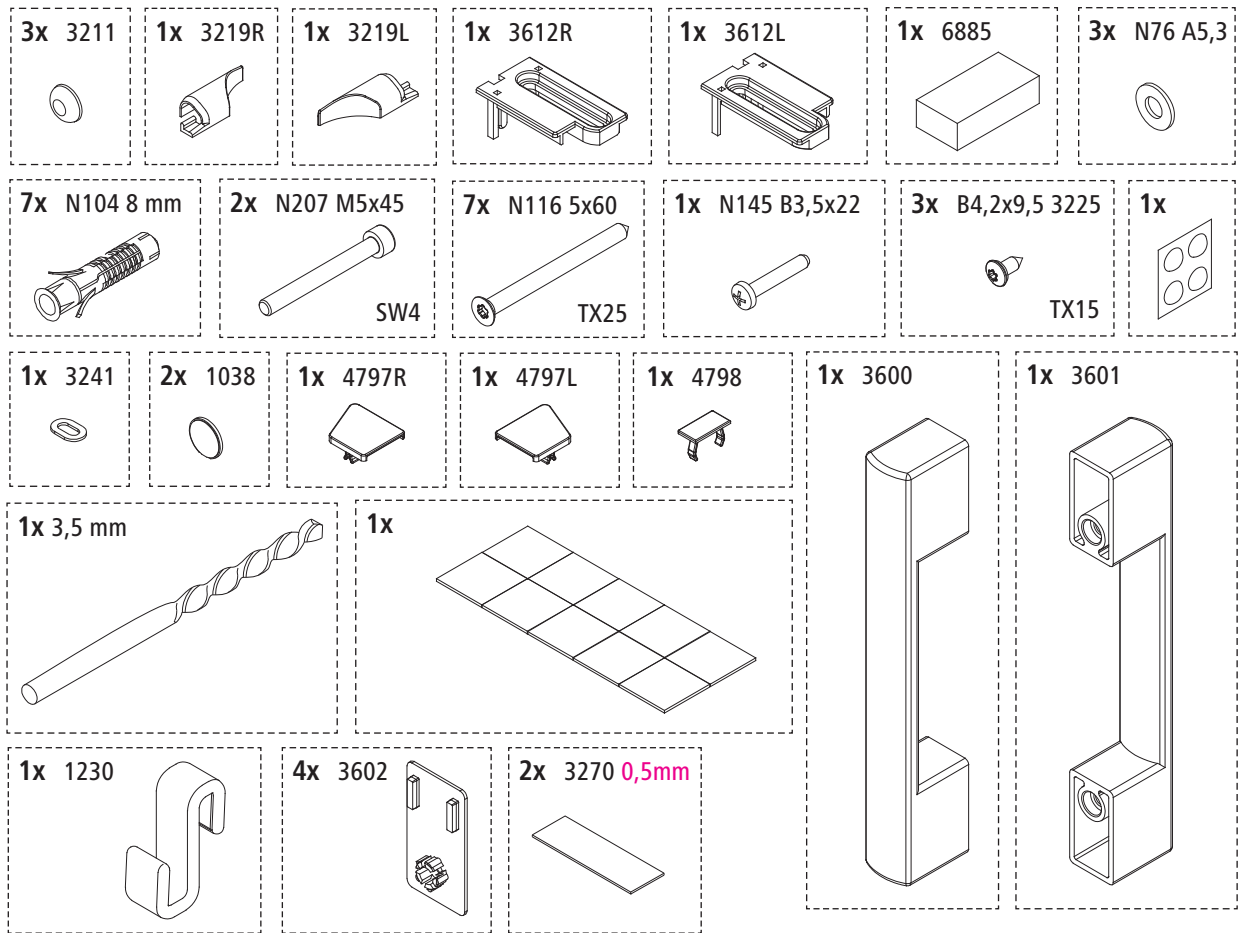 3x 3211
1x 3219R
1x 3219L
1x 3612R
1x 3612L
1x 6885
3x N76 A5,3
7x N104 8 mm
2x N207 M5x45
SW4
7x N116 5x60
TX25
1x N145 B3,5x22
3x B4,2x9,5 3225
TX15
1x
1x 3241
2x 1038
1x 4797R
1x 4797L
1x 4798
1x 3600
1x 3601
1x 3,5 mm
1x
1x 1230
4x 3602
2x 3270 0,5mm